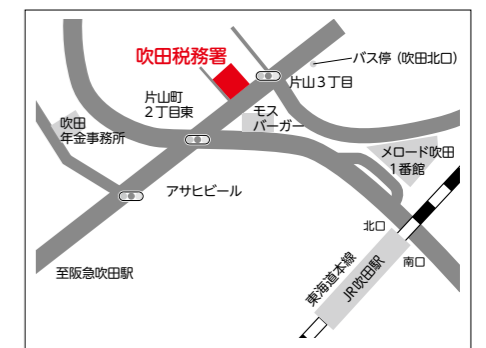 吹田税務署
バス停（吹田北口）
片山３丁目
片山町
２丁目東
モス
バーガー
吹田
年金事務所
メロード吹田
１番館
アサヒビール
北口
南口
東海道本線
JR吹田駅
至阪急吹田駅